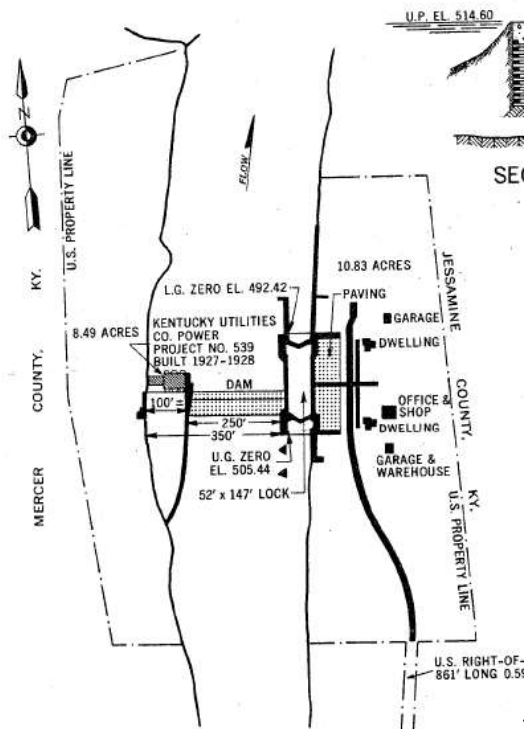 U.P. EL. 514.60
SEC
N
U.S. PROPERTY LINE
FLOW
MERCER COUNTY, KY.
8.49 ACRES
KENTUCKY UTILITIES
CO. POWER
PROJECT NO. 539
BUILT 1927-1928
L.G. ZERO EL. 492.42
10.83 ACRES
PAVING
JESSAMINE COUNTY, KY.
GARAGE
DWELLING
DAM
100'±
250'
350'
OFFICE &
SHOP
DWELLING
U.G. ZERO
EL. 505.44
GARAGE &
WAREHOUSE
52' x 147' LOCK
U.S. PROPERTY LINE
U.S. RIGHT-OF-
861' LONG 0.59